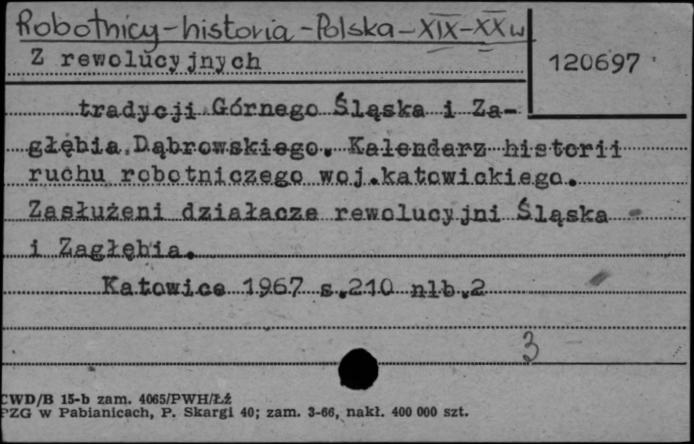 Robotnicy-historia-Polska-XIX-XX w
Z rewolucyjnych
120697
tradycji Górnego Śląska i Za-
głębia Dąbrowskiego. Kalendarz historii
ruchu robotniczego woj.katowickiego.
Zasłużeni działacze rewolucyjni Śląska
i Zagłębia.
Katowice 1967 s.210 nlb.2
3
CWD/B 15-b zam. 4065/PWH/Łź
PZG w Pabianicach, P. Skargi 40; zam. 3-66, nakł. 400 000 szt.